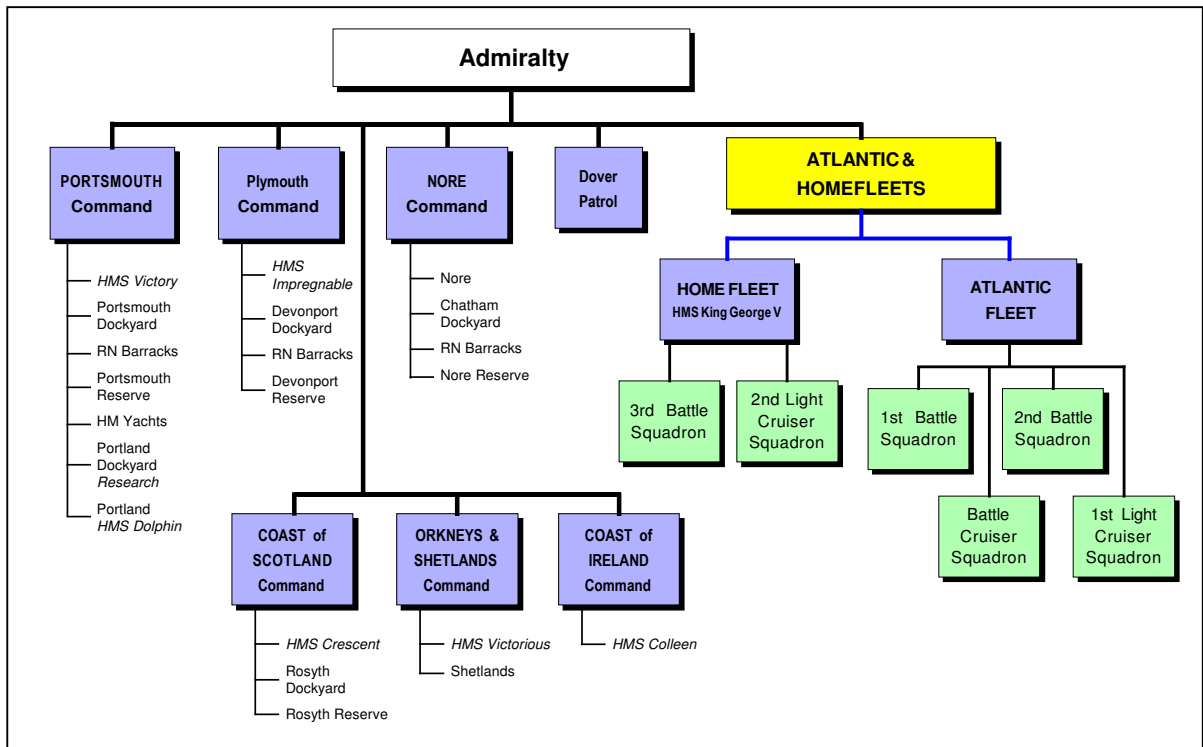 Admiralty
PORTSMOUTH
Command
HMS Victory
Portsmouth
Dockyard
RN Barracks
Portsmouth
Reserve
HM Yachts
Portland
Dockyard
Research
Portland
HMS Dolphin
Plymouth
Command
HMS
Impregnable
Devonport
Dockyard
RN Barracks
Devonport
Reserve
NORE
Command
Nore
Chatham
Dockyard
RN Barracks
Nore Reserve
Dover
Patrol
ATLANTIC &
HOMEFLEETS
HOME FLEET
HMS King George V
3rd Battle
Squadron
2nd Light
Cruiser
Squadron
ATLANTIC
FLEET
1st Battle
Squadron
2nd Battle
Squadron
Battle
Cruiser
Squadron
1st Light
Cruiser
Squadron
COAST of
SCOTLAND
Command
HMS Crescent
Rosyth
Dockyard
Rosyth Reserve
ORKNEYS &
SHETLANDS
Command
HMS Victorious
Shetlands
COAST of
IRELAND
Command
HMS Colleen